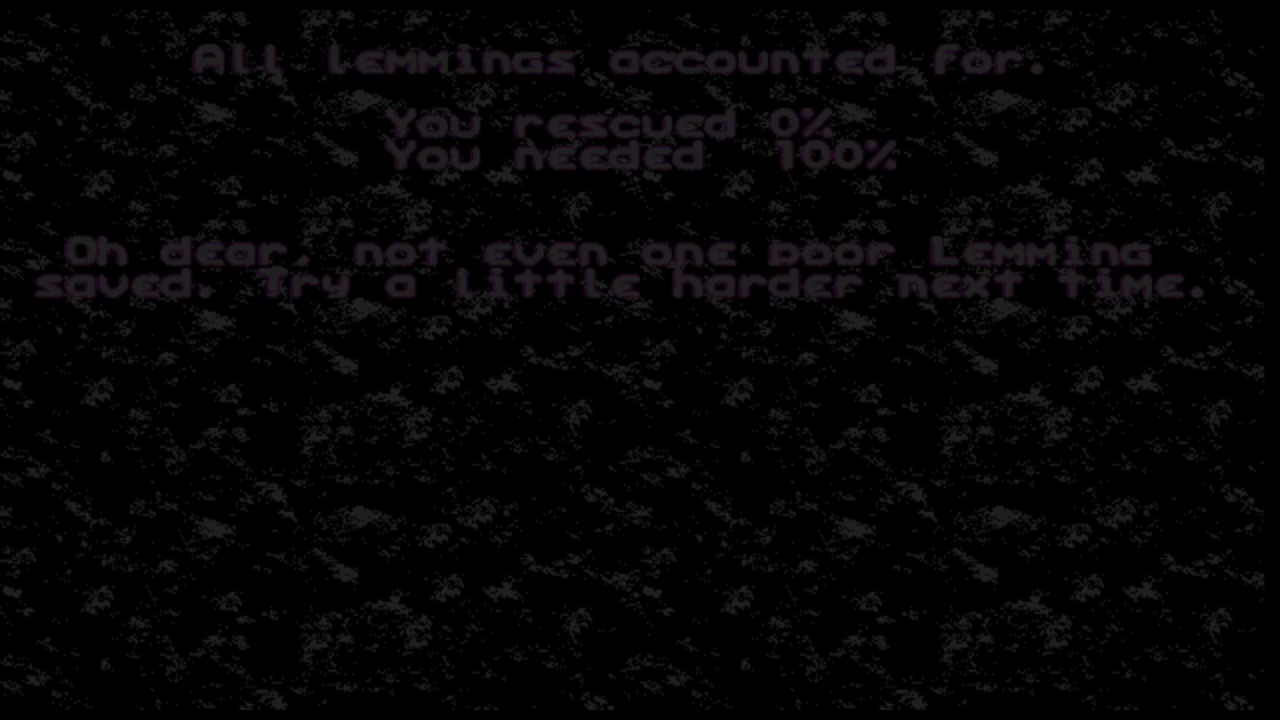 All lemmings accounted for.
You rescued 0%
You needed 100%
Oh dear, not even one poor Lemming
saved. Try a little harder next time.